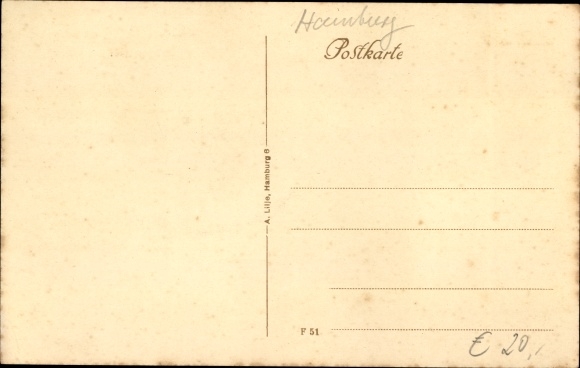 Hamburg
Postkarte
A. Lilje, Hamburg 8
F 51
€ 20,-